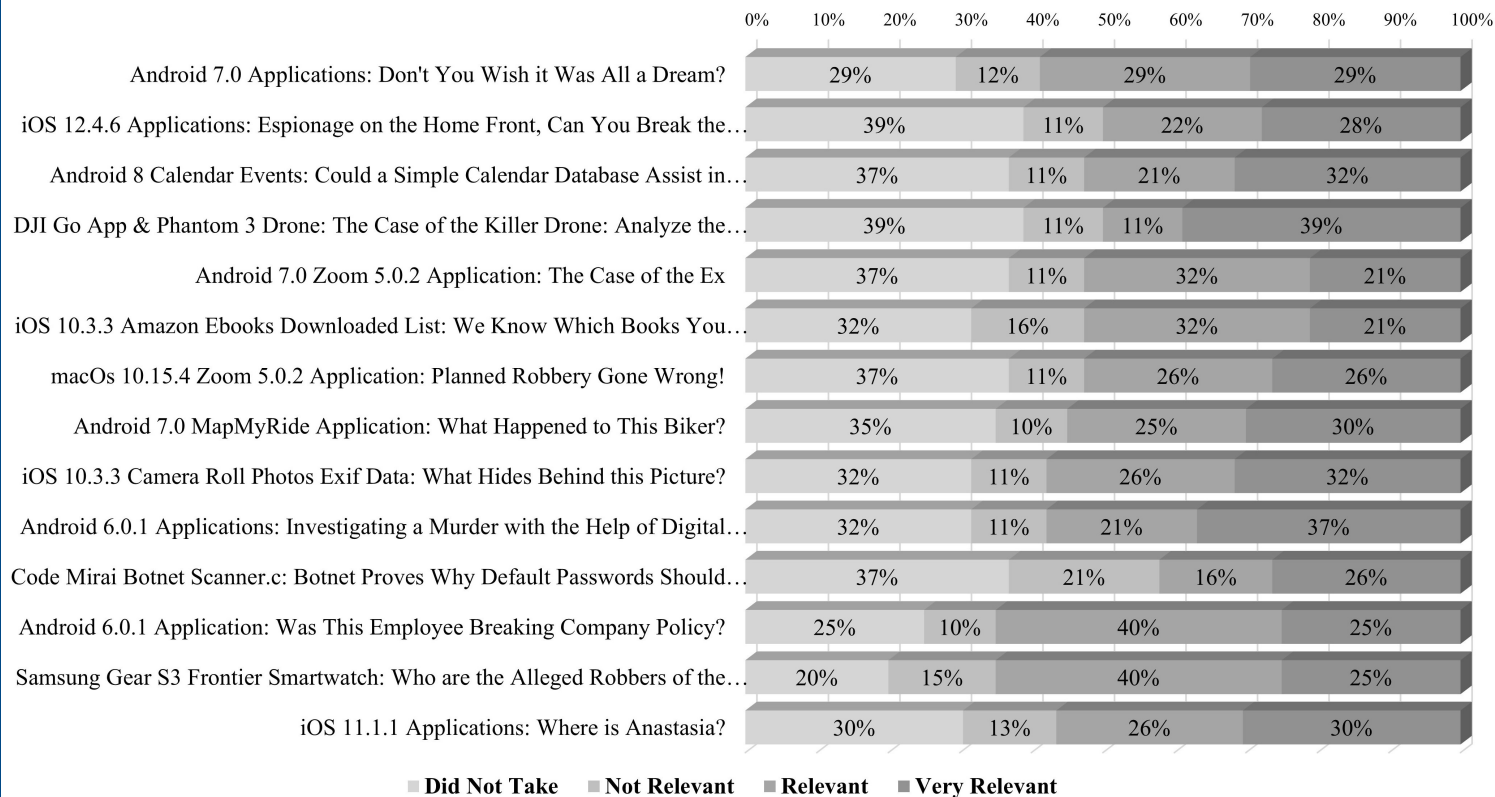 0% 10% 20% 30% 40% 50% 60% 70% 80% 90% 100%
Android 7.0 Applications: Don't You Wish it Was All a Dream? 29% 12% 29% 29%
iOS 12.4.6 Applications: Espionage on the Home Front, Can You Break the… 39% 11% 22% 28%
Android 8 Calendar Events: Could a Simple Calendar Database Assist in… 37% 11% 21% 32%
DJI Go App & Phantom 3 Drone: The Case of the Killer Drone: Analyze the… 39% 11% 11% 39%
Android 7.0 Zoom 5.0.2 Application: The Case of the Ex 37% 11% 32% 21%
iOS 10.3.3 Amazon Ebooks Downloaded List: We Know Which Books You… 32% 16% 32% 21%
macOs 10.15.4 Zoom 5.0.2 Application: Planned Robbery Gone Wrong! 37% 11% 26% 26%
Android 7.0 MapMyRide Application: What Happened to This Biker? 35% 10% 25% 30%
iOS 10.3.3 Camera Roll Photos Exif Data: What Hides Behind this Picture? 32% 11% 26% 32%
Android 6.0.1 Applications: Investigating a Murder with the Help of Digital… 32% 11% 21% 37%
Code Mirai Botnet Scanner.c: Botnet Proves Why Default Passwords Should… 37% 21% 16% 26%
Android 6.0.1 Application: Was This Employee Breaking Company Policy? 25% 10% 40% 25%
Samsung Gear S3 Frontier Smartwatch: Who are the Alleged Robbers of the… 20% 15% 40% 25%
iOS 11.1.1 Applications: Where is Anastasia? 30% 13% 26% 30%
Did Not Take Not Relevant Relevant Very Relevant